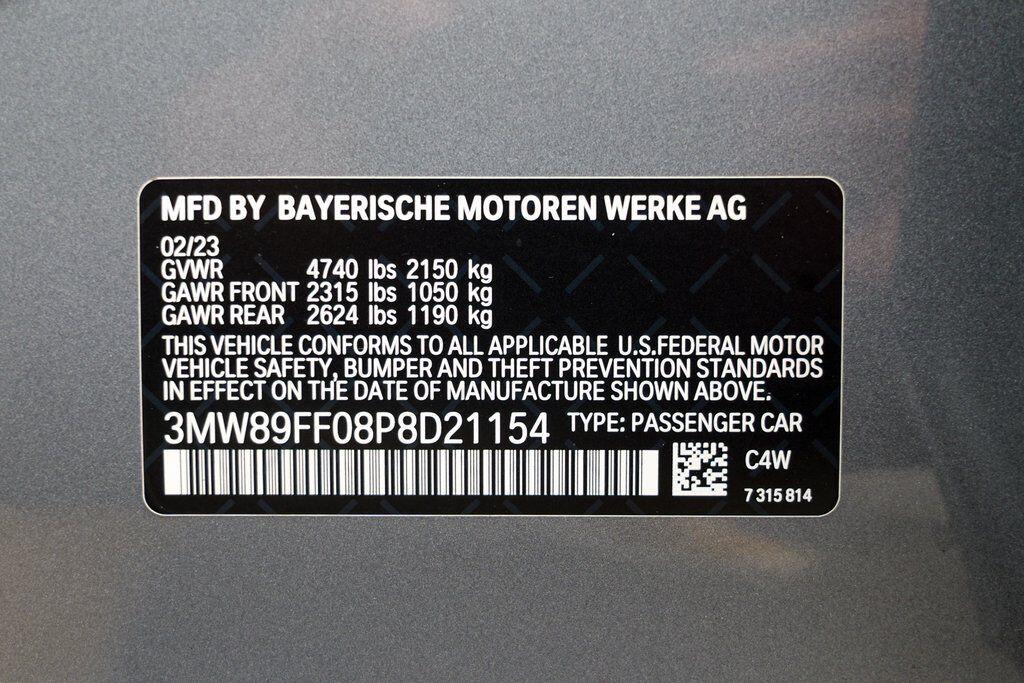 MFD BY BAYERISCHE MOTOREN WERKE AG
02/23
GVWR 4740 lbs 2150 kg
GAWR FRONT 2315 lbs 1050 kg
GAWR REAR 2624 lbs 1190 kg
THIS VEHICLE CONFORMS TO ALL APPLICABLE U.S.FEDERAL MOTOR
VEHICLE SAFETY, BUMPER AND THEFT PREVENTION STANDARDS
IN EFFECT ON THE DATE OF MANUFACTURE SHOWN ABOVE.
3MW89FF08P8D21154 TYPE: PASSENGER CAR
C4W
7 315 814